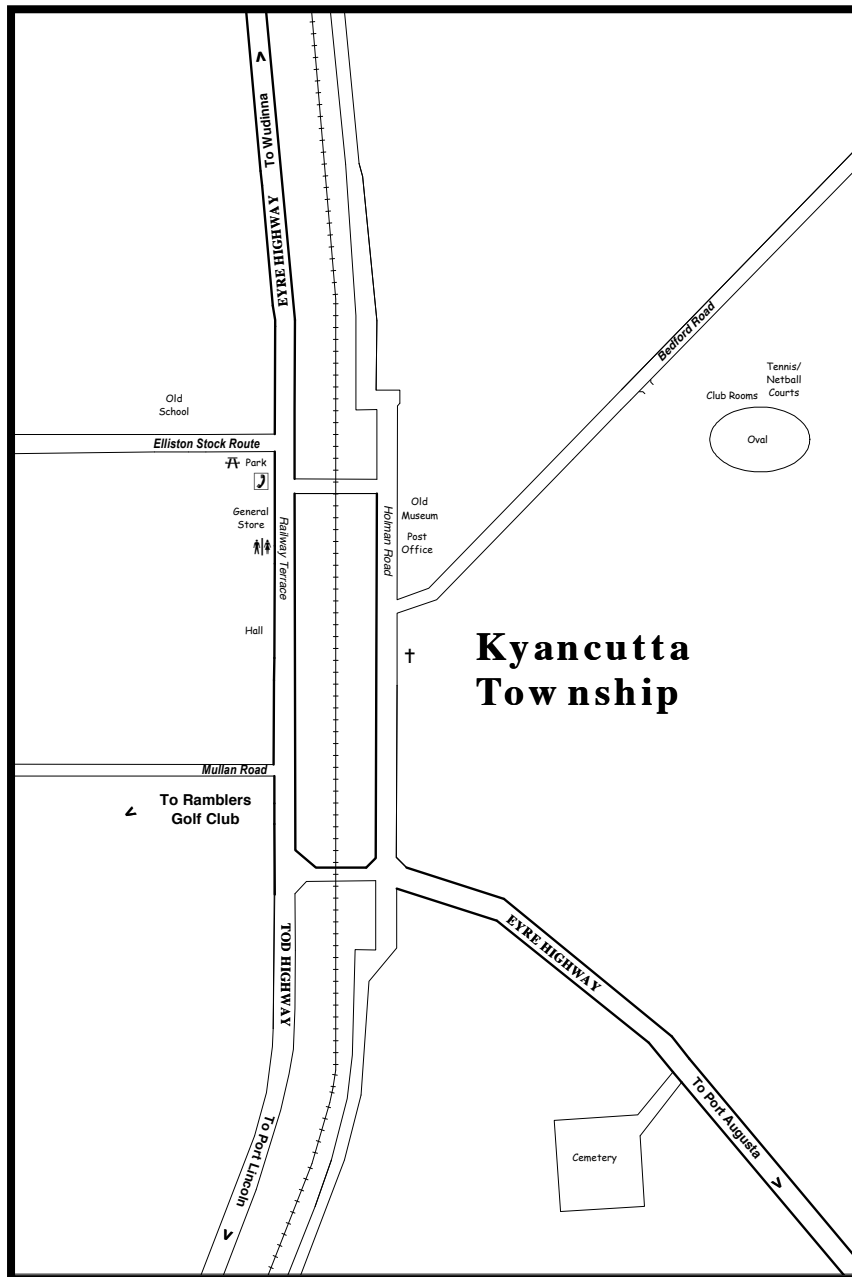 To Wudinna
EYRE HIGHWAY
Bedford Road
Tennis/
Netball
Courts
Club Rooms
Oval
Old
School
Elliston Stock Route
Park
General
Store
Railway Terrace
Holman Road
Old
Museum
Post
Office
Hall
Kyancutta
Township
Mullan Road
To Ramblers
Golf Club
TOD HIGHWAY
EYRE HIGHWAY
To Port Lincoln
To Port Augusta
Cemetery